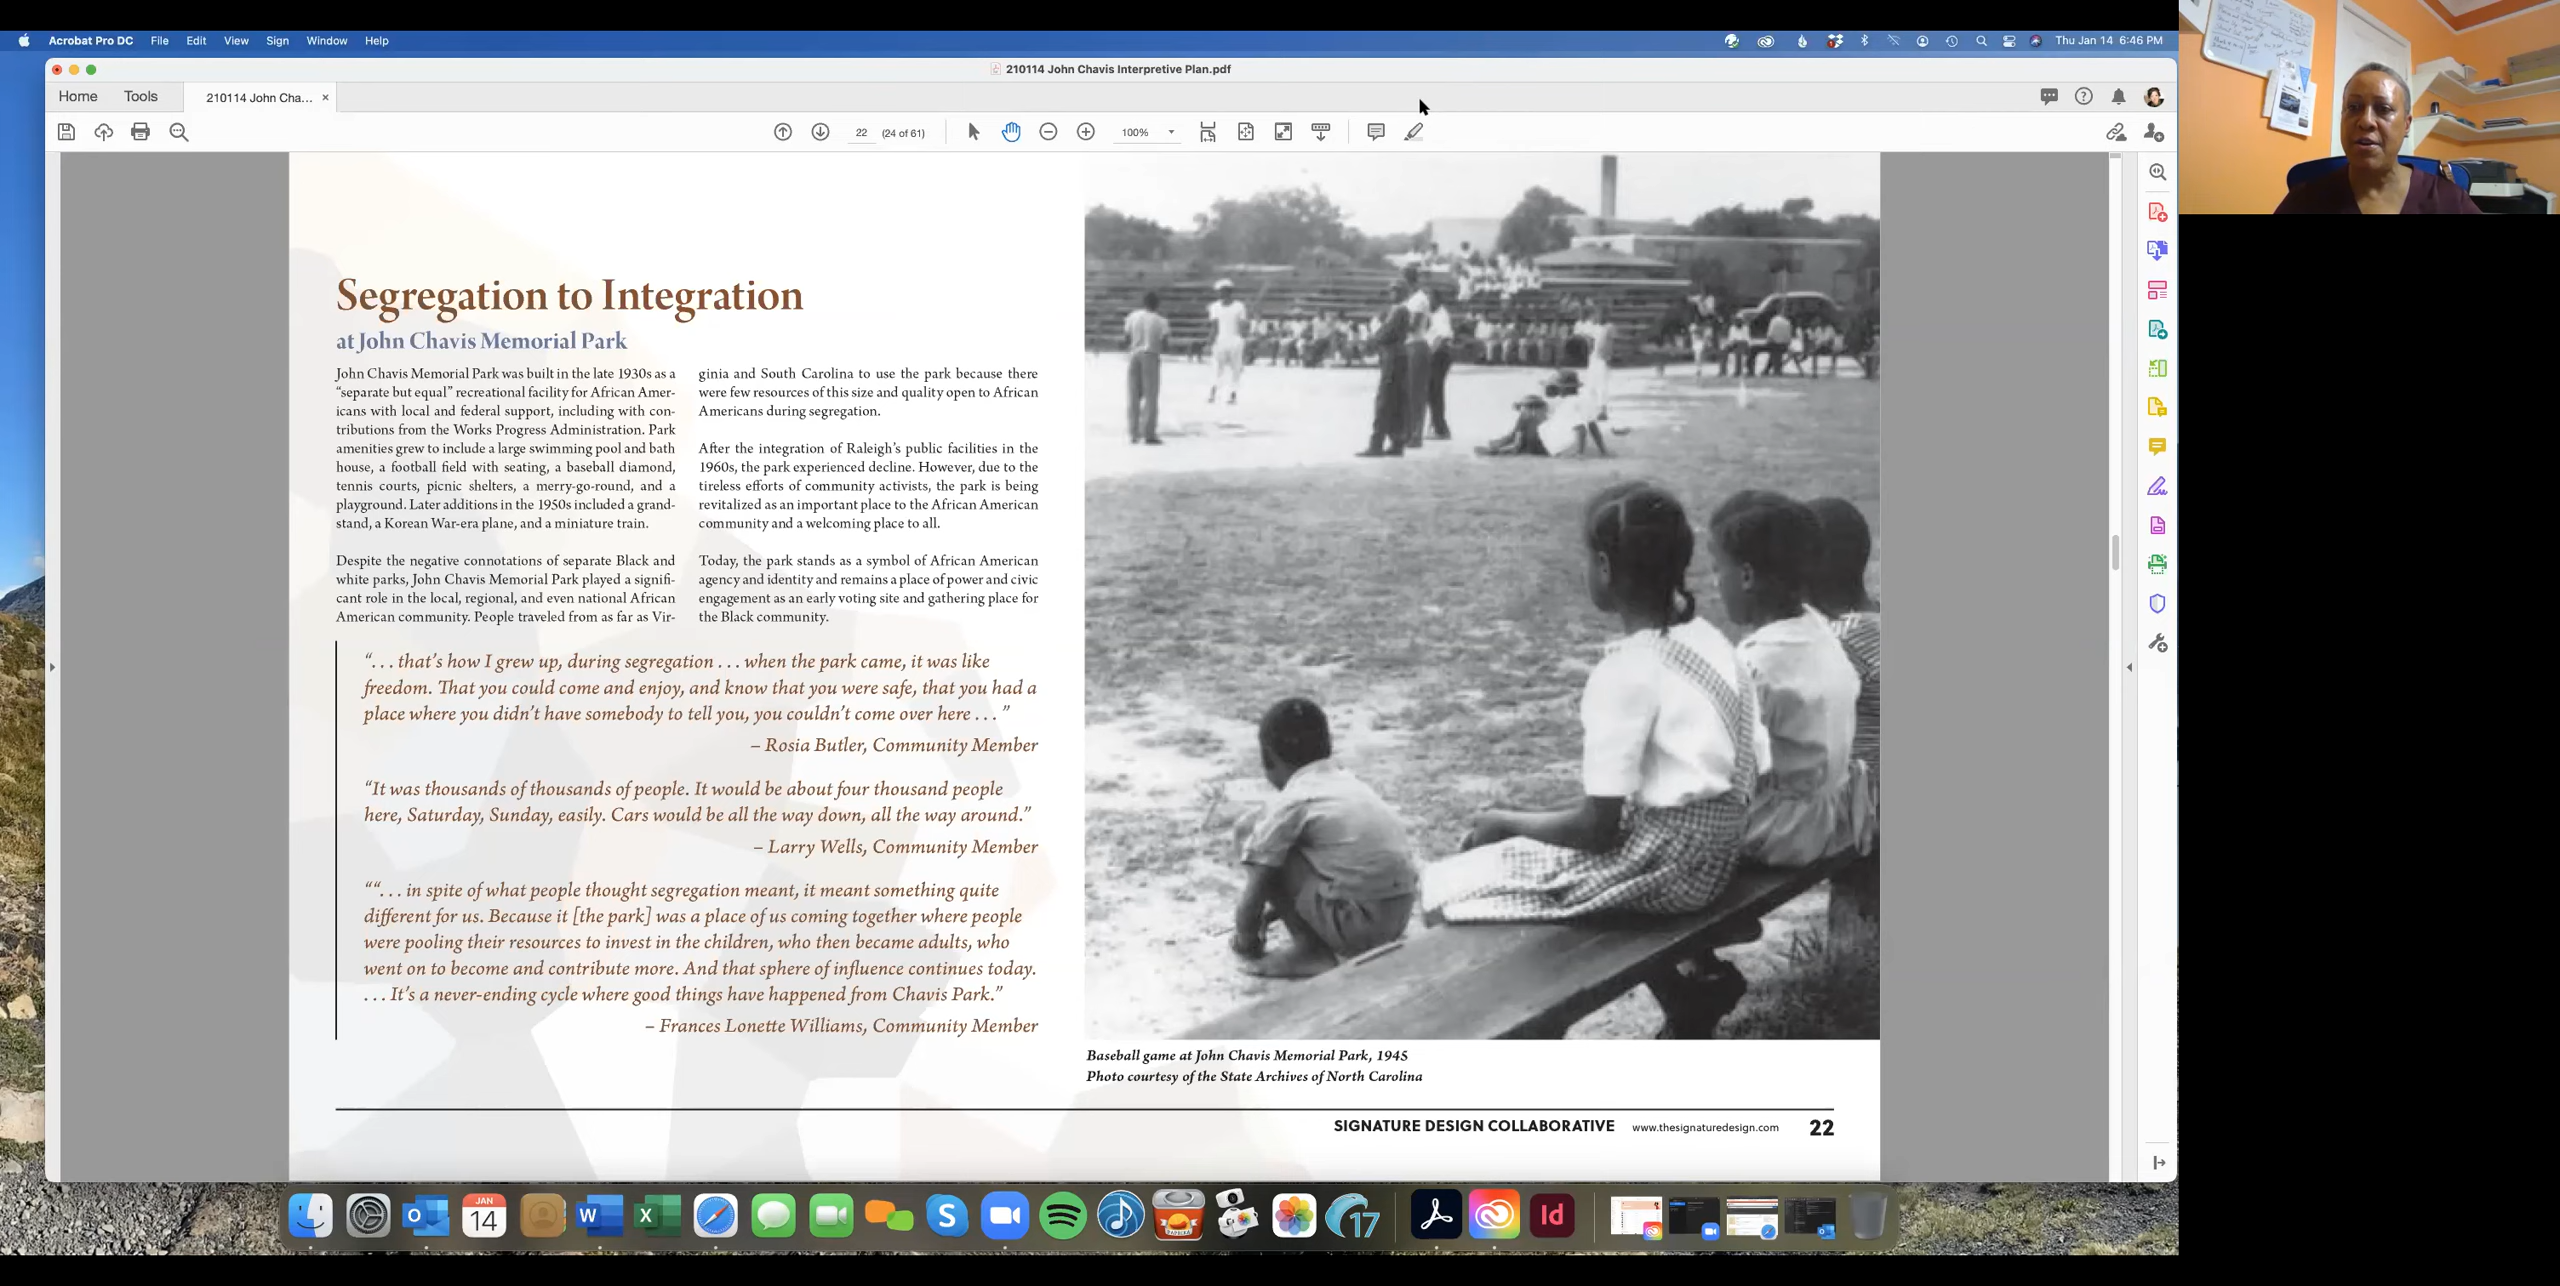 Acrobat Pro DC File Edit View Sign Window Help
Thu Jan 14 6:46 PM
210114 John Chavis Interpretive Plan.pdf
Home Tools 210114 John Cha... ×
22 (24 of 61) 100%
Segregation to Integration
at John Chavis Memorial Park
John Chavis Memorial Park was built in the late 1930s as a
“separate but equal” recreational facility for African Amer-
icans with local and federal support, including with con-
tributions from the Works Progress Administration. Park
amenities grew to include a large swimming pool and bath
house, a football field with seating, a baseball diamond,
tennis courts, picnic shelters, a merry-go-round, and a
playground. Later additions in the 1950s included a grand-
stand, a Korean War-era plane, and a miniature train.
Despite the negative connotations of separate Black and
white parks, John Chavis Memorial Park played a signifi-
cant role in the local, regional, and even national African
American community. People traveled from as far as Vir-
ginia and South Carolina to use the park because there
were few resources of this size and quality open to African
Americans during segregation.
After the integration of Raleigh’s public facilities in the
1960s, the park experienced decline. However, due to the
tireless efforts of community activists, the park is being
revitalized as an important place to the African American
community and a welcoming place to all.
Today, the park stands as a symbol of African American
agency and identity and remains a place of power and civic
engagement as an early voting site and gathering place for
the Black community.
“. . . that’s how I grew up, during segregation . . . when the park came, it was like
freedom. That you could come and enjoy, and know that you were safe, that you had a
place where you didn’t have somebody to tell you, you couldn’t come over here . . . ”
– Rosia Butler, Community Member
“It was thousands of thousands of people. It would be about four thousand people
here, Saturday, Sunday, easily. Cars would be all the way down, all the way around.”
– Larry Wells, Community Member
““. . . in spite of what people thought segregation meant, it meant something quite
different for us. Because it [the park] was a place of us coming together where people
were pooling their resources to invest in the children, who then became adults, who
went on to become and contribute more. And that sphere of influence continues today.
. . . It’s a never-ending cycle where good things have happened from Chavis Park.”
– Frances Lonette Williams, Community Member
Baseball game at John Chavis Memorial Park, 1945
Photo courtesy of the State Archives of North Carolina
SIGNATURE DESIGN COLLABORATIVE www.thesignaturedesign.com 22
JAN
14
O
W
X
S
17
Id